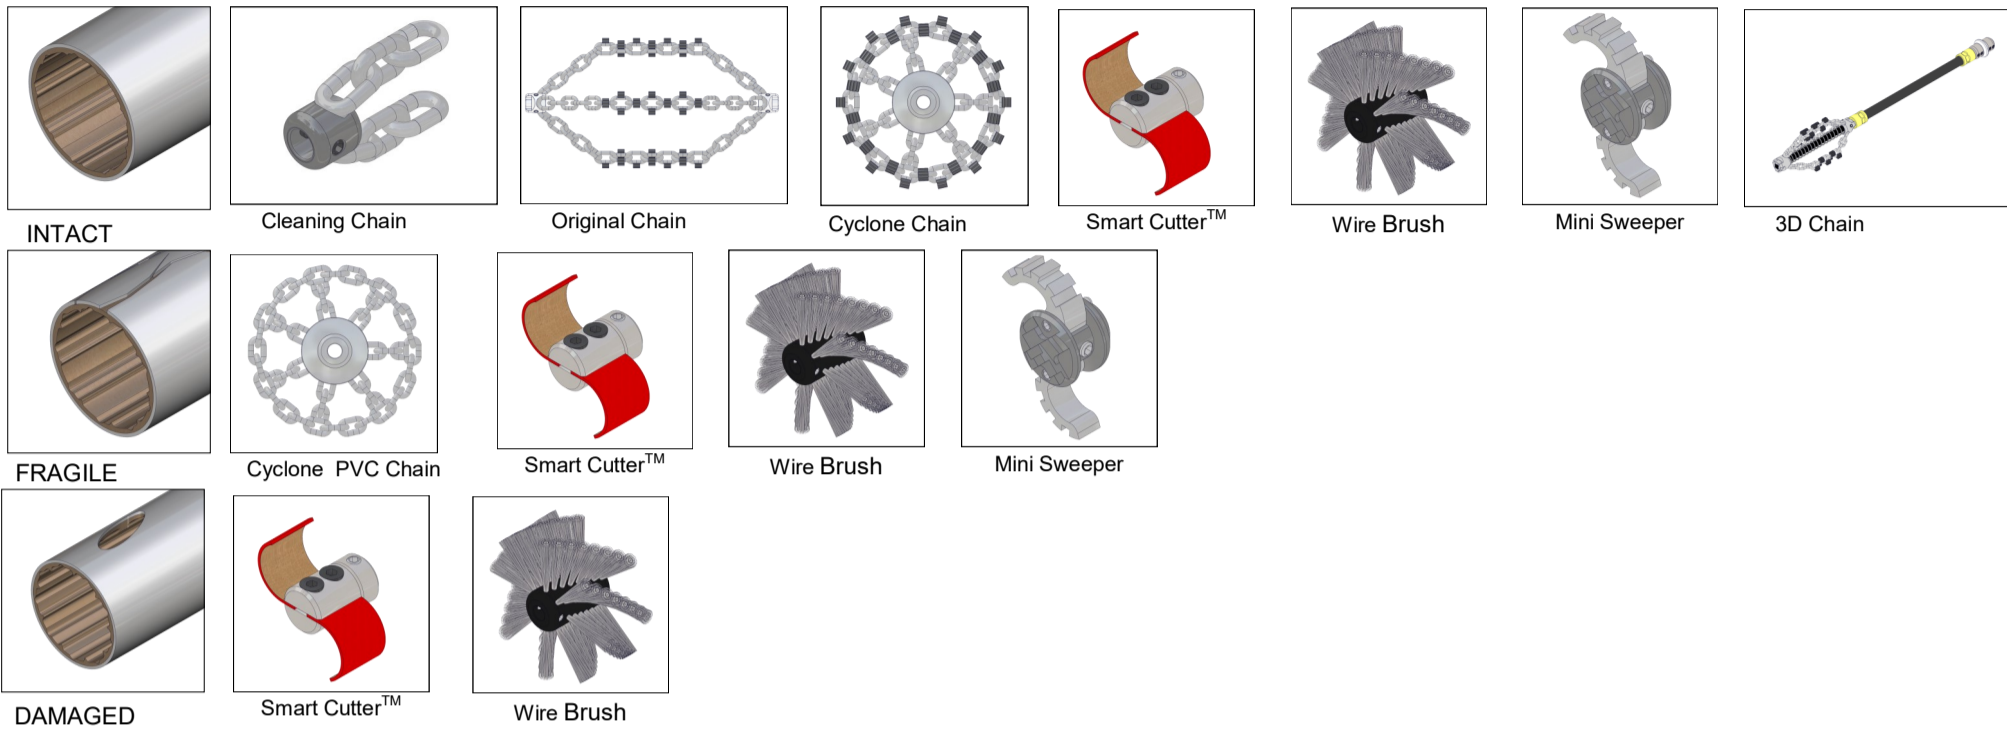 INTACT
Cleaning Chain
Original Chain
Cyclone Chain
Smart Cutter™
Wire Brush
Mini Sweeper
3D Chain
FRAGILE
Cyclone PVC Chain
Smart Cutter™
Wire Brush
Mini Sweeper
DAMAGED
Smart Cutter™
Wire Brush